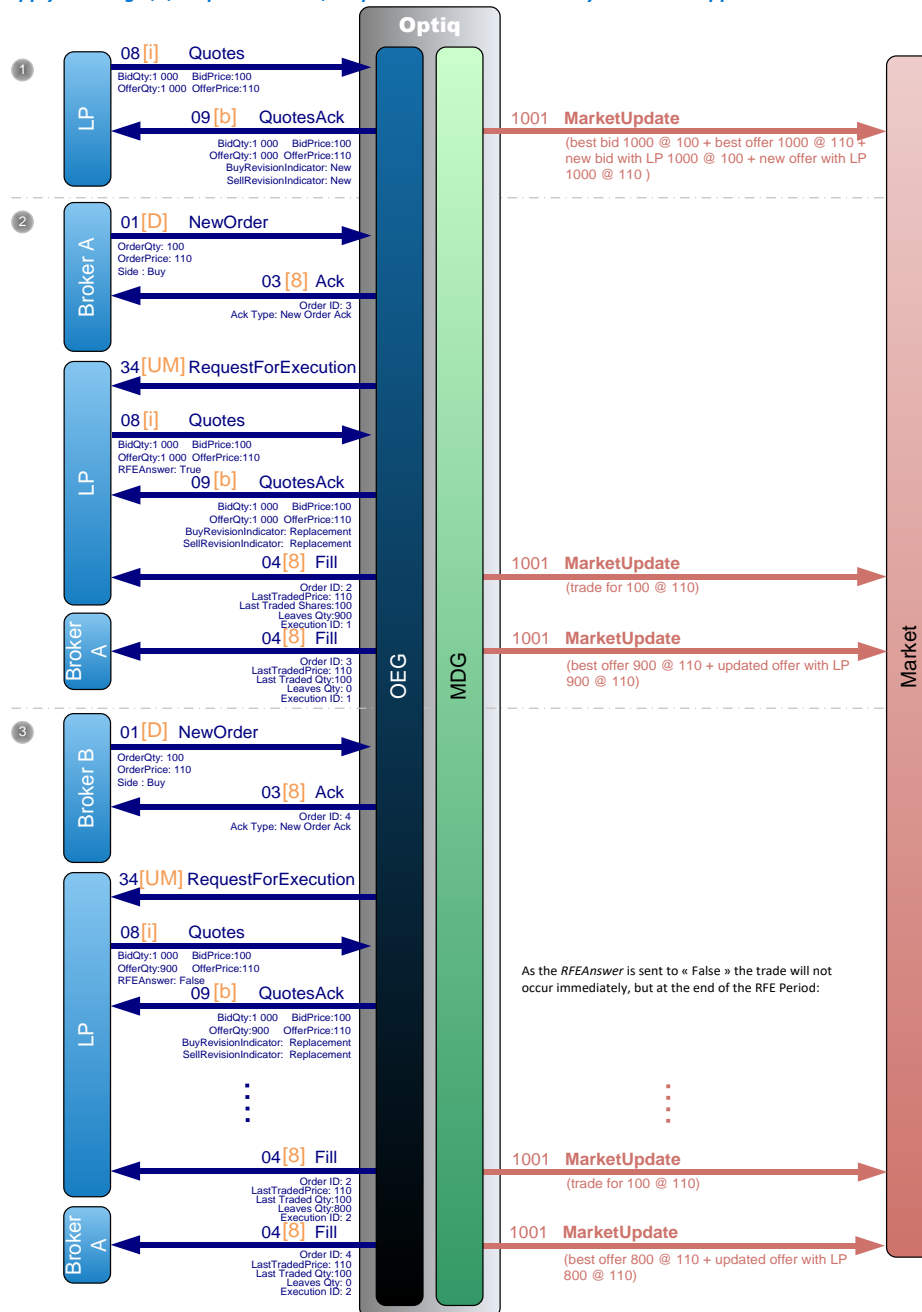 Optiq
1
LP
08 [i] Quotes
BidQty:1 000 BidPrice:100
OfferQty:1 000 OfferPrice:110
09 [b] QuotesAck
BidQty:1 000 BidPrice:100
OfferQty:1 000 OfferPrice:110
BuyRevisionIndicator: New
SellRevisionIndicator: New
1001 MarketUpdate
(best bid 1000 @ 100 + best offer 1000 @ 110 +
new bid with LP 1000 @ 100 + new offer with LP
1000 @ 110 )
2
Broker A
01 [D] NewOrder
OrderQty: 100
OrderPrice: 110
Side : Buy
03 [8] Ack
Order ID: 3
Ack Type: New Order Ack
LP
34 [UM] RequestForExecution
08 [i] Quotes
BidQty:1 000 BidPrice:100
OfferQty:1 000 OfferPrice:110
RFEAnswer: True
09 [b] QuotesAck
BidQty:1 000 BidPrice:100
OfferQty:1 000 OfferPrice:110
BuyRevisionIndicator: Replacement
SellRevisionIndicator: Replacement
04 [8] Fill
Order ID: 2
LastTradedPrice: 110
Last Traded Shares:100
Leaves Qty:900
Execution ID: 1
1001 MarketUpdate
(trade for 100 @ 110)
Broker
A
04 [8] Fill
Order ID: 3
LastTradedPrice: 110
Last Traded Qty:100
Leaves Qty: 0
Execution ID: 1
1001 MarketUpdate
(best offer 900 @ 110 + updated offer with LP
900 @ 110)
OEG
MDG
Market
3
Broker B
01 [D] NewOrder
OrderQty: 100
OrderPrice: 110
Side : Buy
03 [8] Ack
Order ID: 4
Ack Type: New Order Ack
LP
34 [UM] RequestForExecution
08 [i] Quotes
BidQty:1 000 BidPrice:100
OfferQty:900 OfferPrice:110
RFEAnswer: False
As the RFEAnswer is sent to « False » the trade will not
occur immediately, but at the end of the RFE Period:
09 [b] QuotesAck
BidQty:1 000 BidPrice:100
OfferQty:900 OfferPrice:110
BuyRevisionIndicator: Replacement
SellRevisionIndicator: Replacement
04 [8] Fill
Order ID: 2
LastTradedPrice: 110
Last Traded Qty:100
Leaves Qty:800
Execution ID: 2
1001 MarketUpdate
(trade for 100 @ 110)
Broker
A
04 [8] Fill
Order ID: 4
LastTradedPrice: 110
Last Traded Qty:100
Leaves Qty: 0
Execution ID: 2
1001 MarketUpdate
(best offer 800 @ 110 + updated offer with LP
800 @ 110)